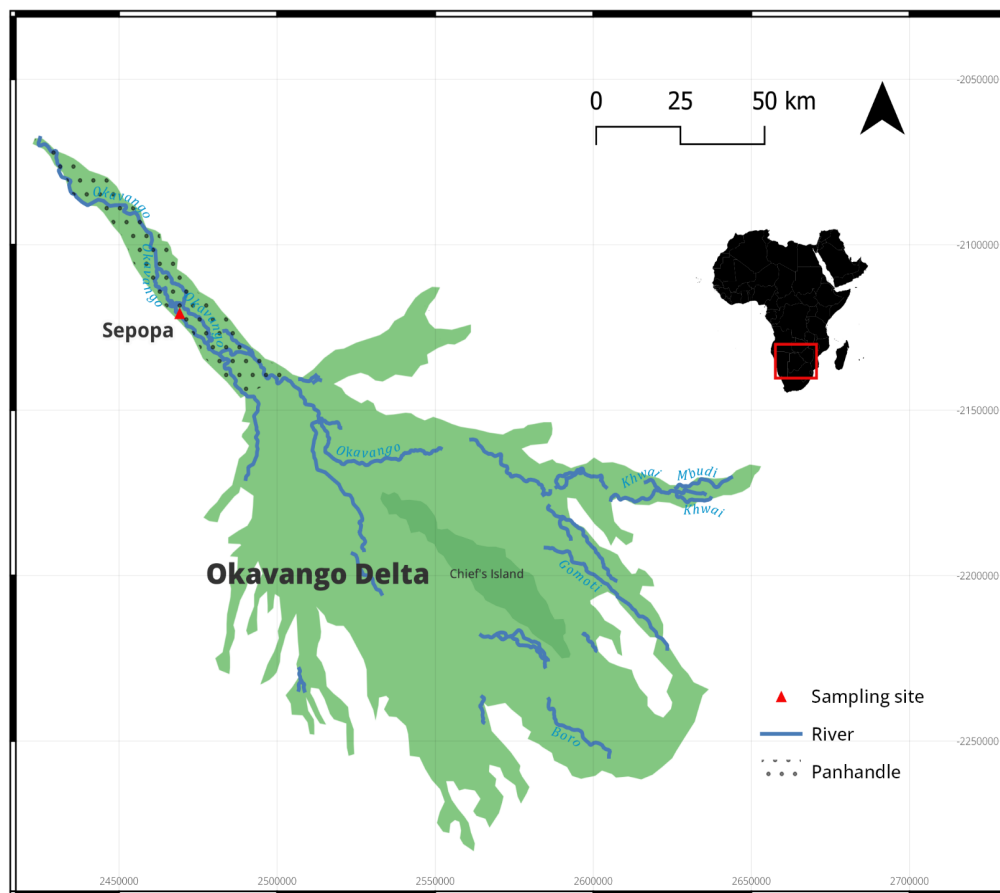 0 25 50 km
-2050000
Okavango
-2100000
Okavango
Okavango
Sepopa
-2150000
Okavango
Khwai
Mbudi
Khwai
Okavango Delta
Chief's Island
Gomoti
-2200000
Sampling site
River
Boro
-2250000
Panhandle
2450000 2500000 2550000 2600000 2650000 2700000